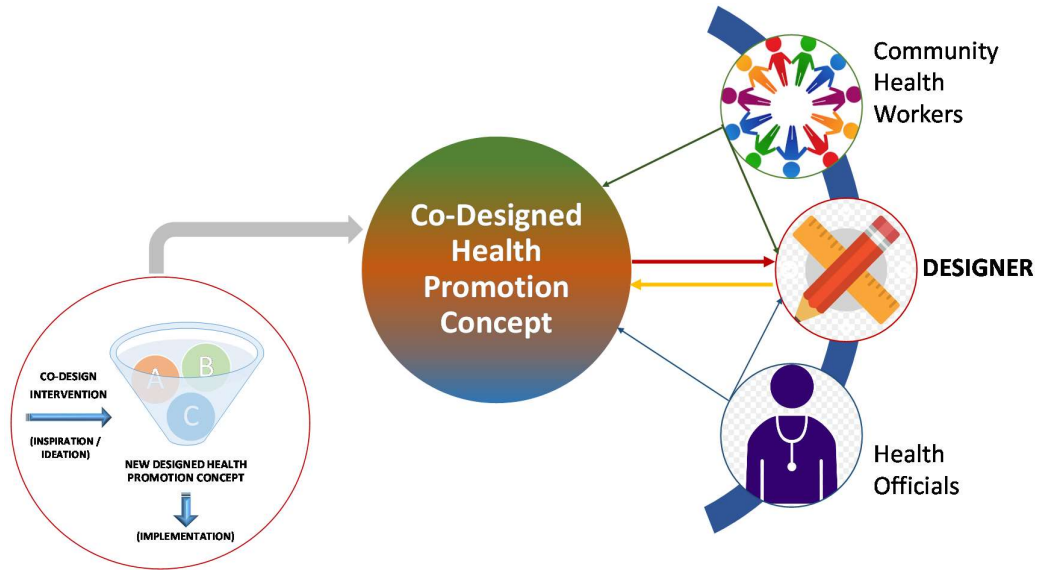 Community
Health
Workers
Co-Designed
Health
Promotion
Concept
DESIGNER
Health
Officials
A
B
C
CO-DESIGN
INTERVENTION
(INSPIRATION /
IDEATION)
NEW DESIGNED HEALTH
PROMOTION CONCEPT
(IMPLEMENTATION)